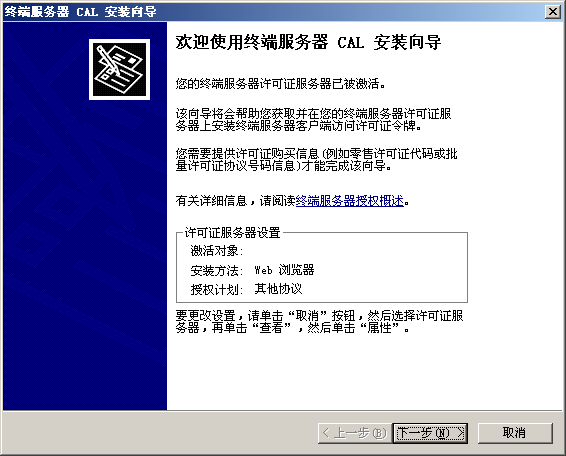 终端服务器 CAL 安装向导
欢迎使用终端服务器 CAL 安装向导
您的终端服务器许可证服务器已被激活。
该向导将会帮助您获取并在您的终端服务器许可证服
务器上安装终端服务器客户端访问许可证令牌。
您需要提供许可证购买信息(例如零售许可证代码或批
量许可证协议号码信息)才能完成该向导。
有关详细信息，请阅读终端服务器授权概述。
许可证服务器设置
激活对象:
安装方法: Web 浏览器
授权计划: 其他协议
要更改设置，请单击“取消”按钮，然后选择许可证服
务器，再单击“查看”，然后单击“属性”。
< 上一步(B) 下一步(N) > 取消